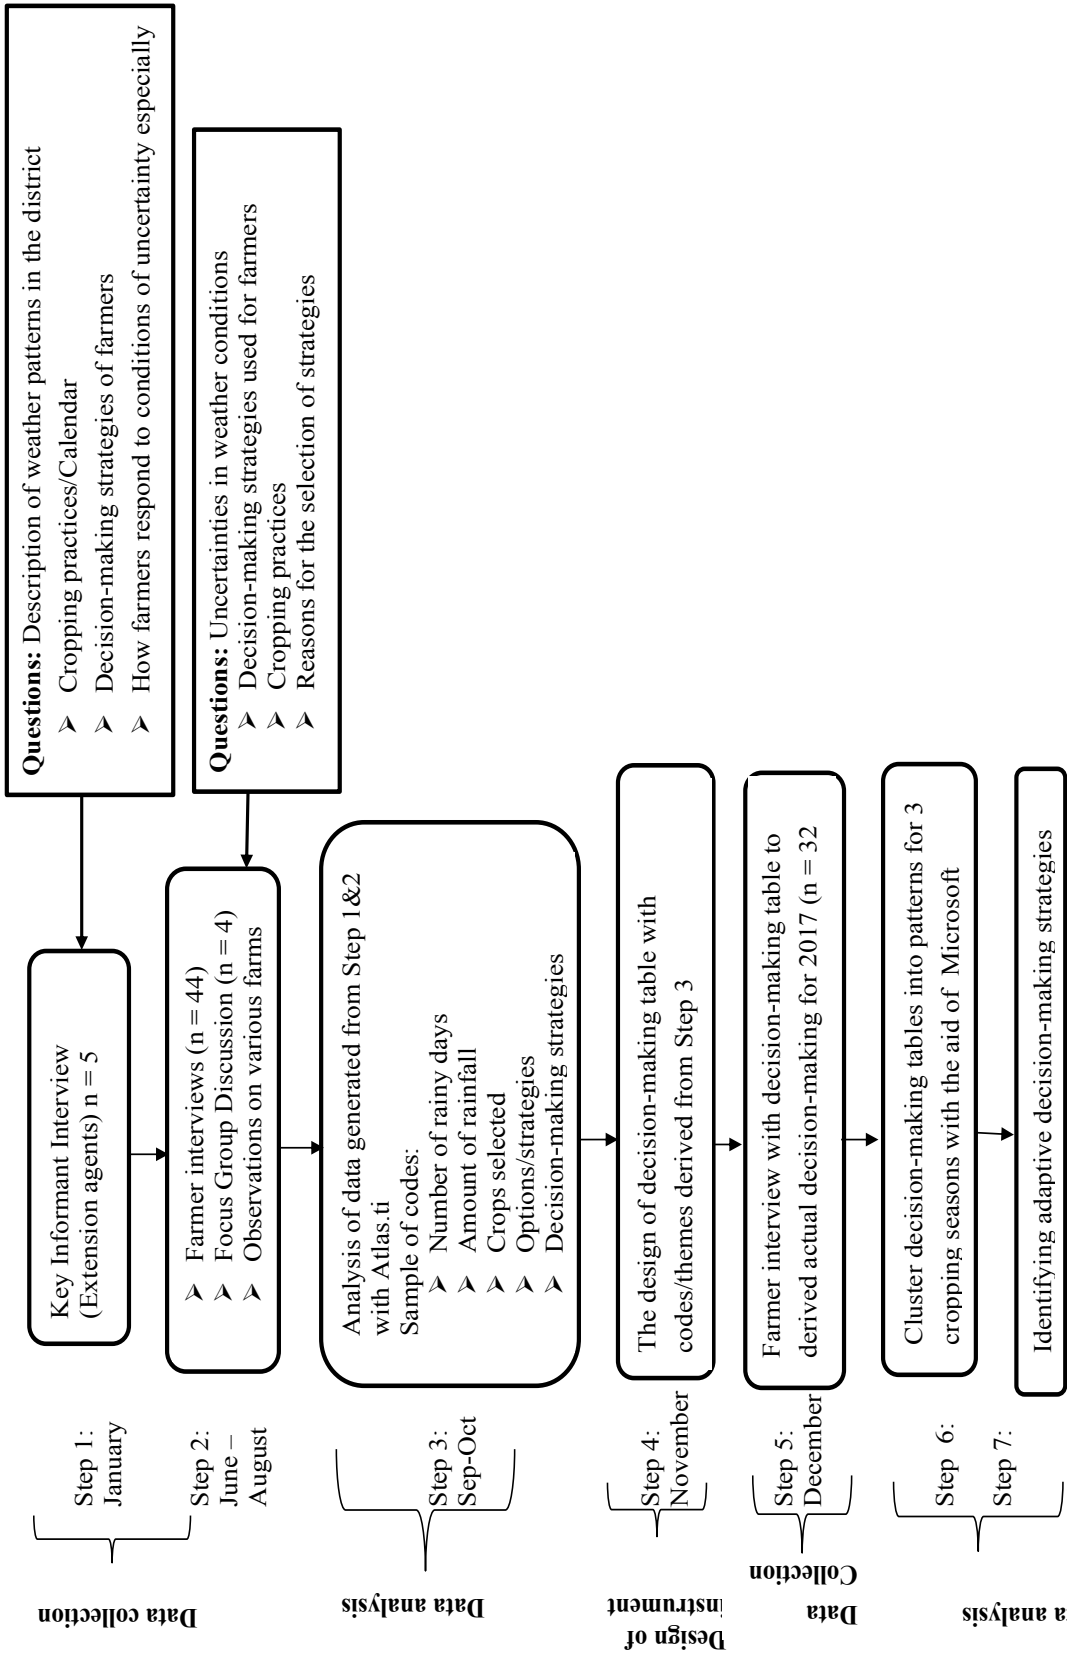 Data collection
Step 1:
January
Key Informant Interview
(Extension agents) n = 5
Questions: Description of weather patterns in the district
➢ Cropping practices/Calendar
➢ Decision-making strategies of farmers
➢ How farmers respond to conditions of uncertainty especially
Step 2:
June –
August
➢ Farmer interviews (n = 44)
➢ Focus Group Discussion (n = 4)
➢ Observations on various farms
Questions: Uncertainties in weather conditions
➢ Decision-making strategies used for farmers
➢ Cropping practices
➢ Reasons for the selection of strategies
Data analysis
Step 3:
Sep-Oct
Analysis of data generated from Step 1&2
with Atlas.ti
Sample of codes:
➢ Number of rainy days
➢ Amount of rainfall
➢ Crops selected
➢ Options/strategies
➢ Decision-making strategies
Design of
instrument
Step 4:
November
The design of decision-making table with
codes/themes derived from Step 3
Data
Collection
Step 5:
December
Farmer interview with decision-making table to
derived actual decision-making for 2017 (n = 32
ta analysis
Step 6:
Cluster decision-making tables into patterns for 3
cropping seasons with the aid of Microsoft
Step 7:
Identifying adaptive decision-making strategies